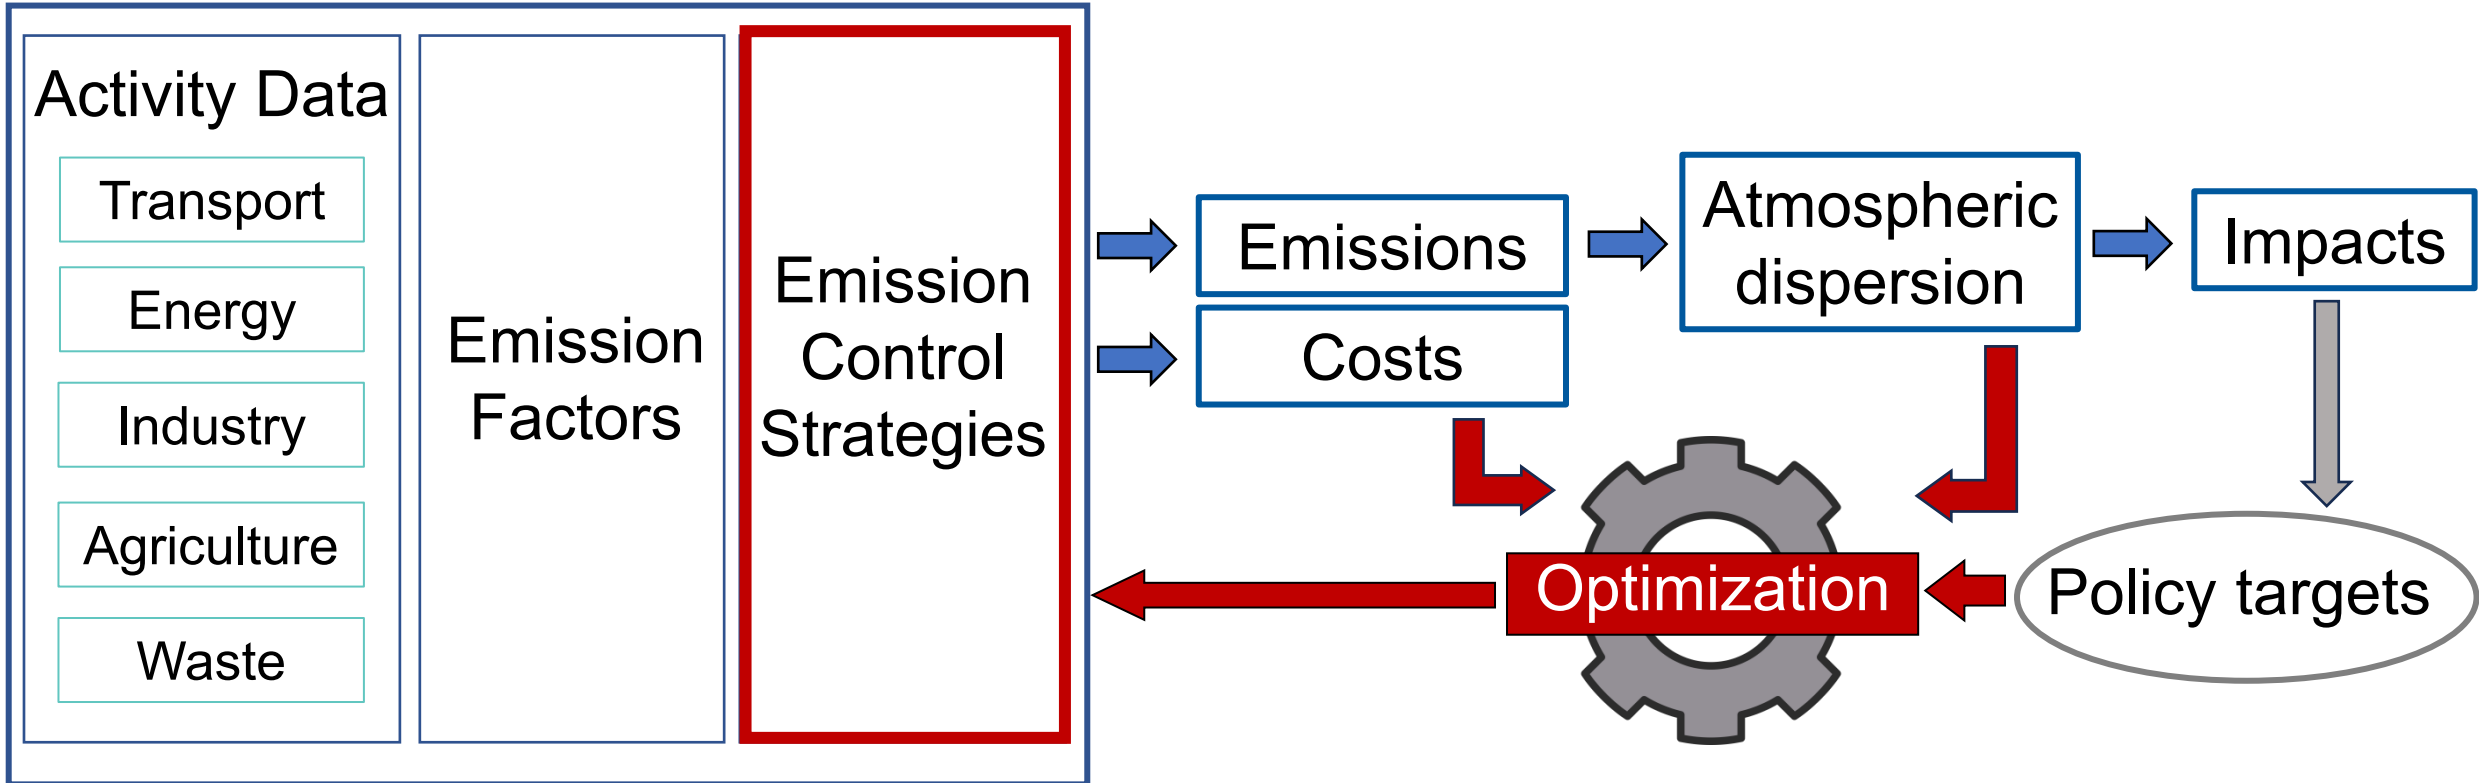 Activity Data
Transport
Energy
Industry
Agriculture
Waste
Emission
Factors
Emission
Control
Strategies
Emissions
Costs
Atmospheric
dispersion
Impacts
Optimization
Policy targets